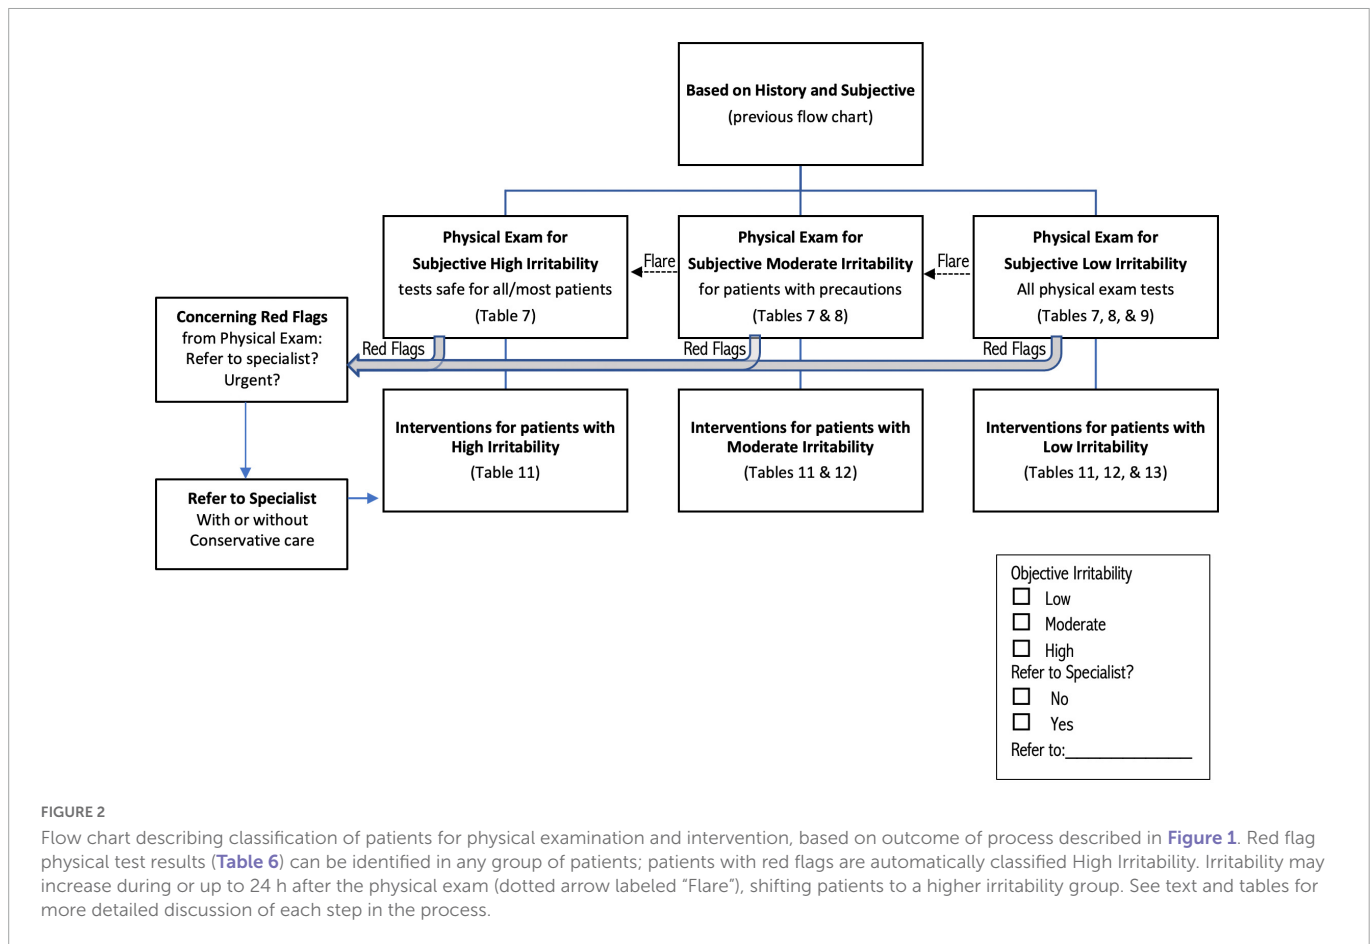 Based on History and Subjective
(previous flow chart)
Physical Exam for
Subjective High Irritability
tests safe for all/most patients
(Table 7)
Flare
Physical Exam for
Subjective Moderate Irritability
for patients with precautions
(Tables 7 & 8)
Flare
Physical Exam for
Subjective Low Irritability
All physical exam tests
(Tables 7, 8, & 9)
Concerning Red Flags
from Physical Exam:
Refer to specialist?
Urgent?
Red Flags
Red Flags
Red Flags
Interventions for patients with
High Irritability
(Table 11)
Interventions for patients with
Moderate Irritability
(Tables 11 & 12)
Interventions for patients with
Low Irritability
(Tables 11, 12, & 13)
Refer to Specialist
With or without
Conservative care
Objective Irritability
Low
Moderate
High
Refer to Specialist?
No
Yes
Refer to:_______________
FIGURE 2
Flow chart describing classification of patients for physical examination and intervention, based on outcome of process described in Figure 1. Red flag
physical test results (Table 6) can be identified in any group of patients; patients with red flags are automatically classified High Irritability. Irritability may
increase during or up to 24 h after the physical exam (dotted arrow labeled “Flare”), shifting patients to a higher irritability group. See text and tables for
more detailed discussion of each step in the process.